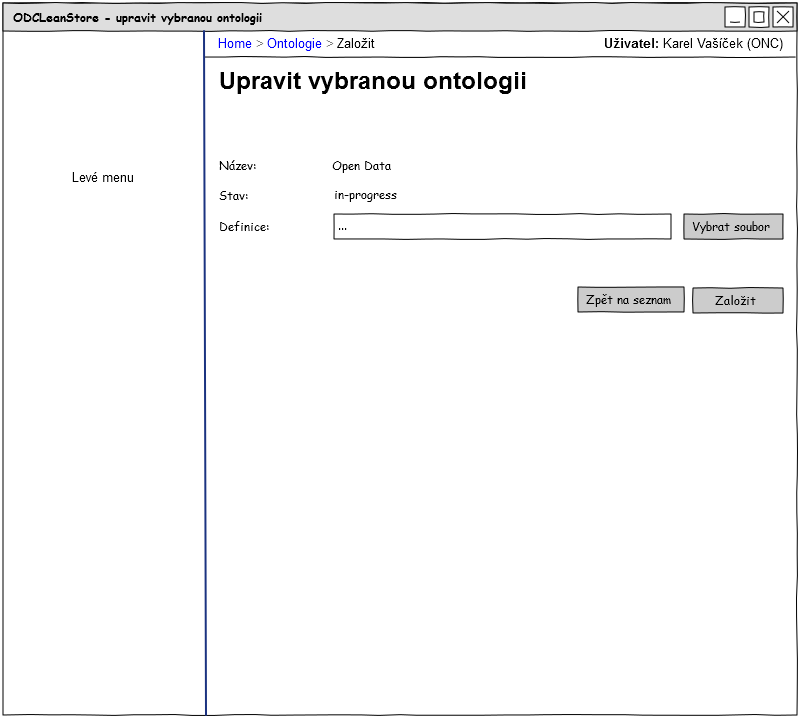 ODCLeanStore - upravit vybranou ontologii
Home > Ontologie > Založit
Uživatel: Karel Vašíček (ONC)
Upravit vybranou ontologii
Levé menu
Název: Open Data
Stav: in-progress
Definice: ... Vybrat soubor
Zpět na seznam Založit